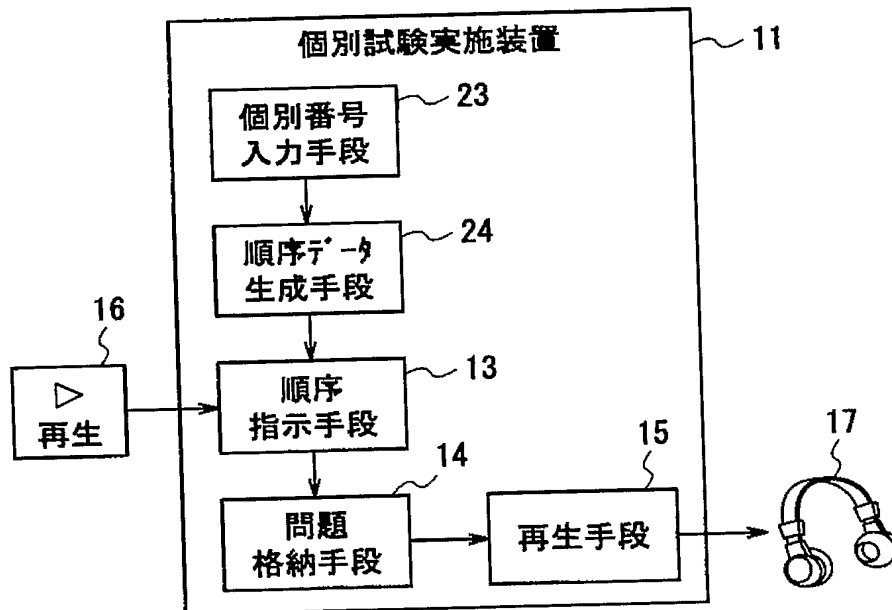 個別試験実施装置
11
個別番号
入力手段
23
順序データ
生成手段
24
16
▷
再生
順序
指示手段
13
問題
格納手段
14
再生手段
15
17